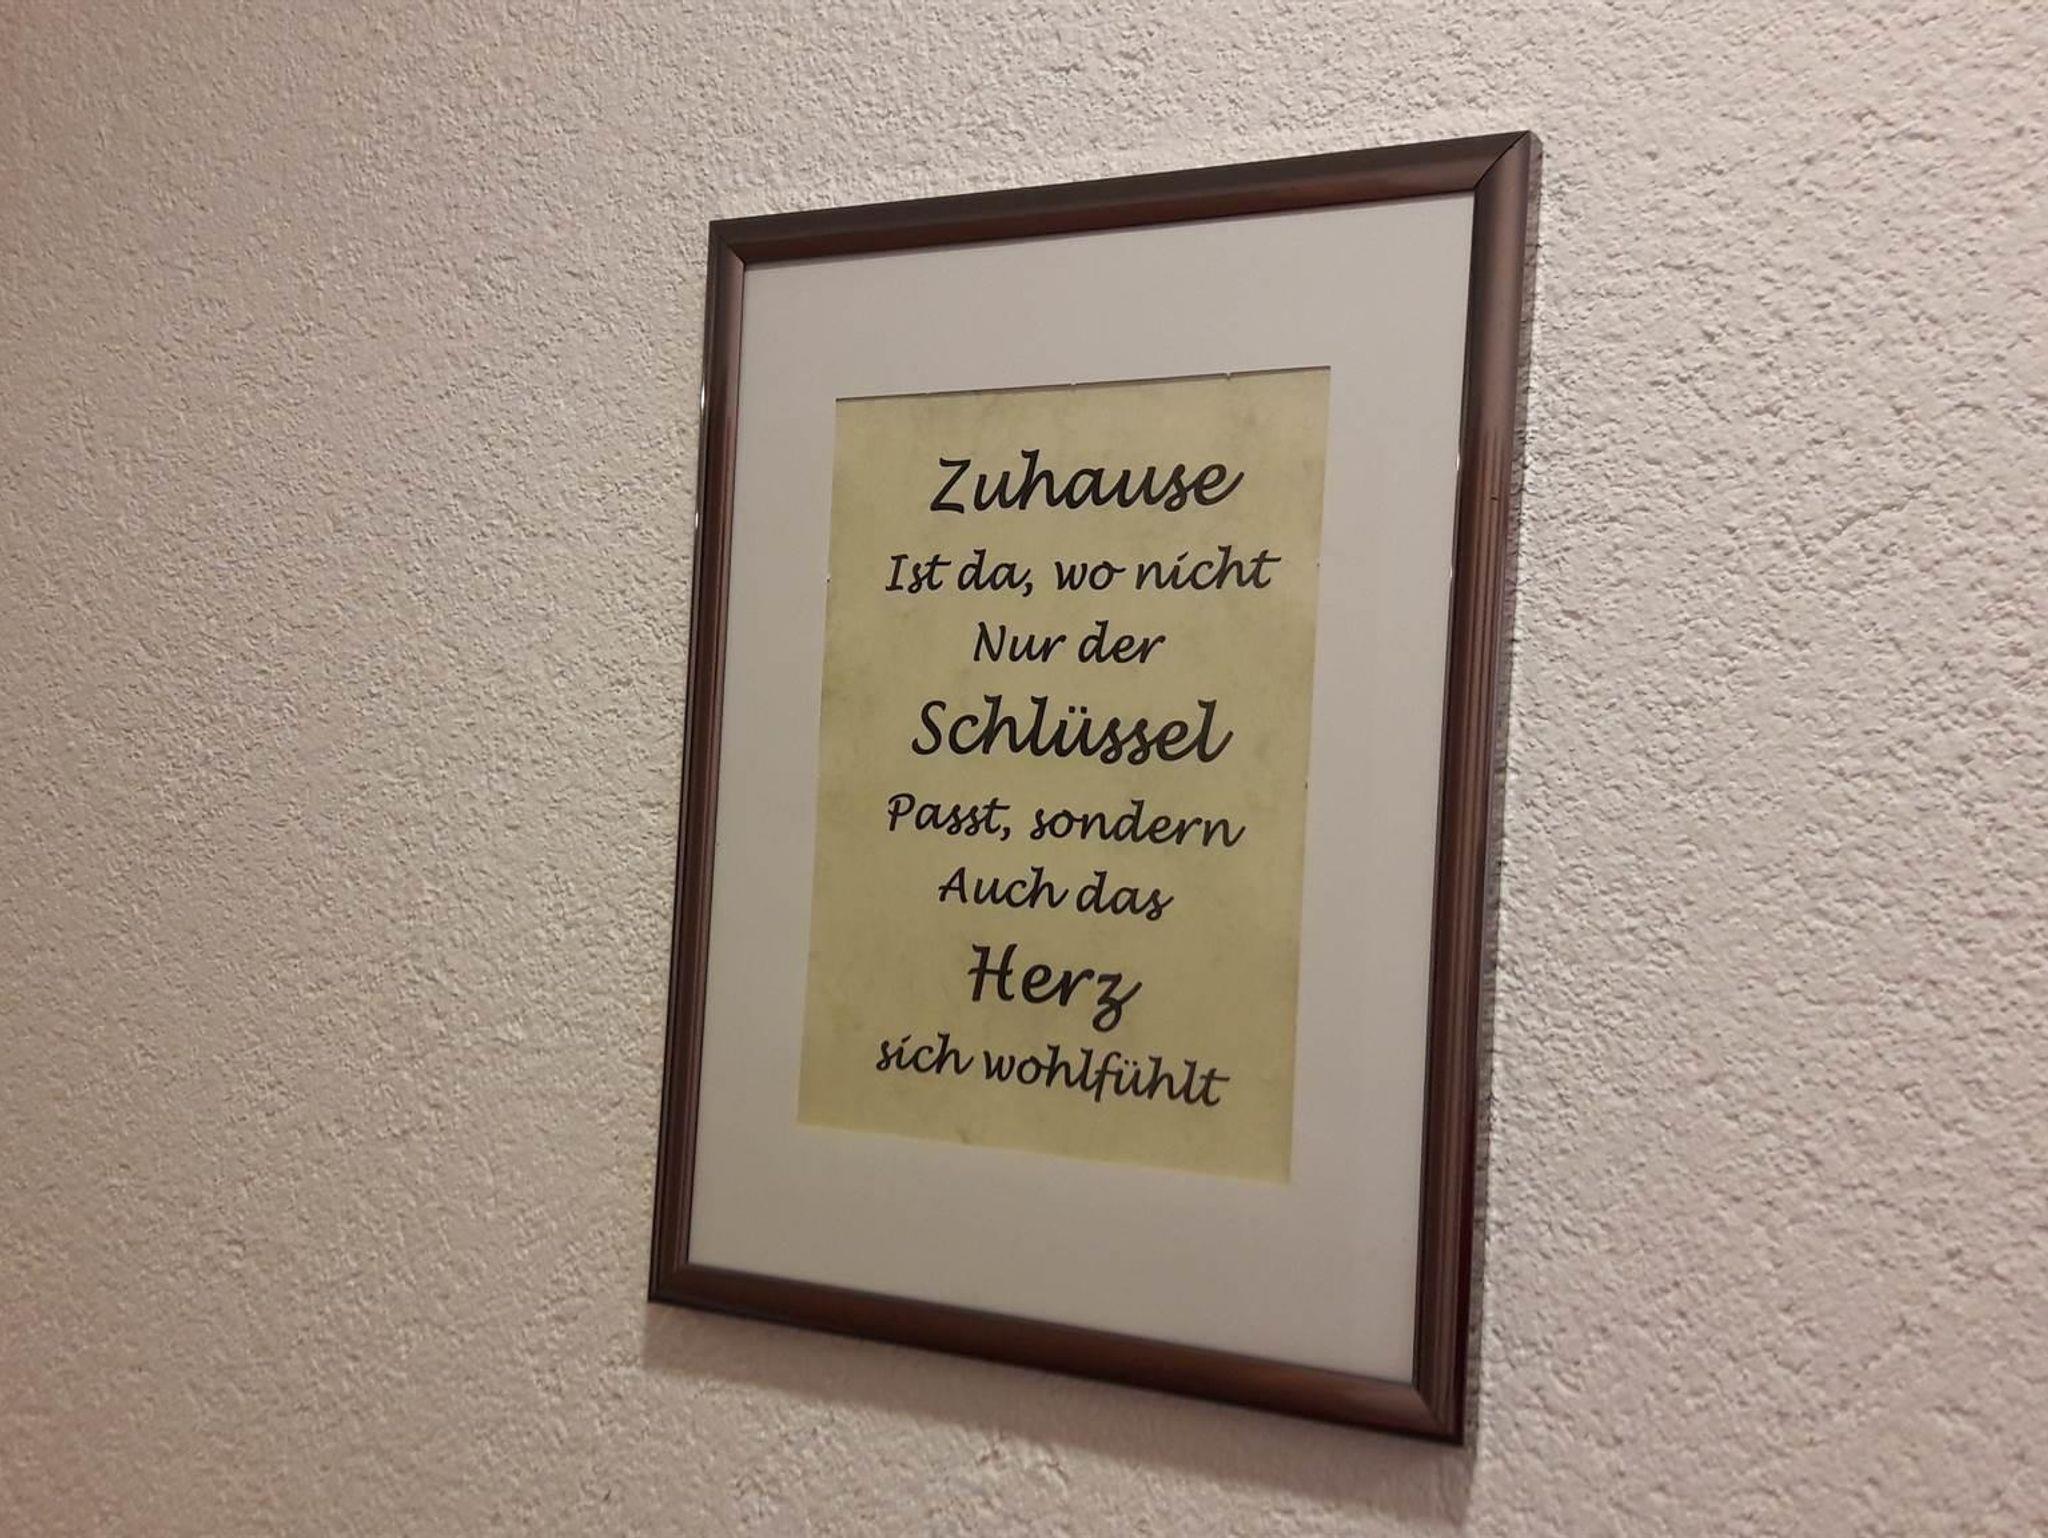 Zuhause
Ist da, wo nicht
Nur der
Schlüssel
Passt, sondern
Auch das
Herz
sich wohlfühlt